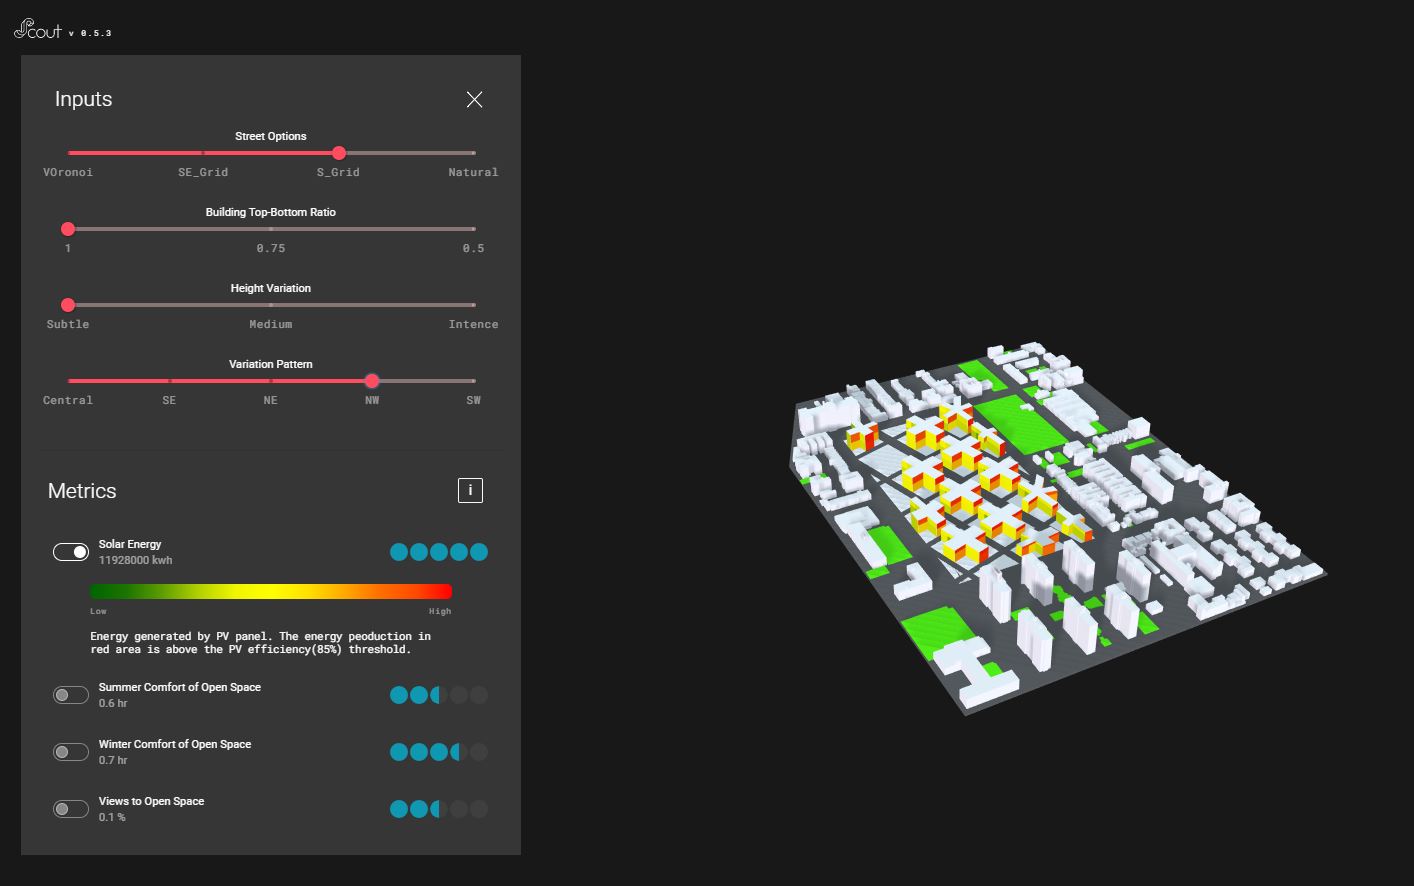 Scout v 0.5.3
Inputs
Street Options
VOronoi SE_Grid S_Grid Natural
Building Top-Bottom Ratio
1 0.75 0.5
Height Variation
Subtle Medium Intence
Variation Pattern
Central SE NE NW SW
Metrics i
Solar Energy
11928000 kwh
Low High
Energy generated by PV panel. The energy peoduction in
red area is above the PV efficiency(85%) threshold.
Summer Comfort of Open Space
0.6 hr
Winter Comfort of Open Space
0.7 hr
Views to Open Space
0.1 %